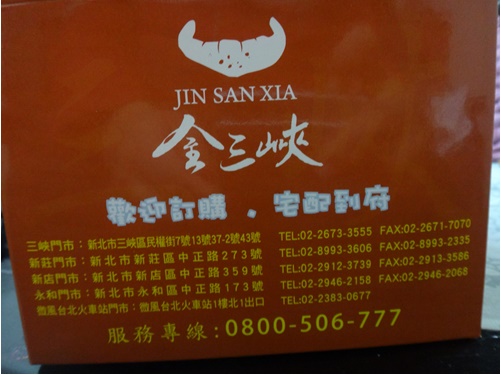 JIN SAN XIA
金三峽
歡迎訂購．宅配到府
三峽門市：新北市三峽區民權街7號13號37-2號43號 TEL:02-2673-3555 FAX:02-2671-7070
新莊門市：新北市新莊區中正路273號 TEL:02-8993-3606 FAX:02-8993-2335
新店門市：新北市新店區中正路359號 TEL:02-2912-3739 FAX:02-2913-3586
永和門市：新北市永和區中正路173號 TEL:02-2946-2158 FAX:02-2946-2068
微風台北火車站門市：微風台北火車站1樓北1出口 TEL:02-2383-0677
服務專線：0800-506-777